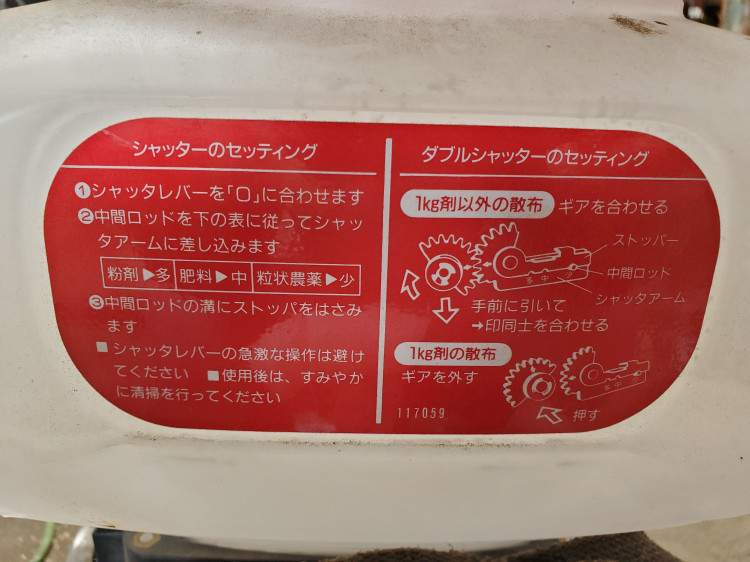 シャッターのセッティング
❶シャッタレバーを「0」に合わせます
❷中間ロッドを下の表に従ってシャッ
タアームに差し込みます
粉剤▶多 肥料▶中 粒状農薬▶少
❸中間ロッドの溝にストッパをはさみ
ます
■ シャッタレバーの急激な操作は避け
てください ■使用後は、すみやか
に清掃を行ってください
ダブルシャッターのセッティング
1kg剤以外の散布 ギアを合わせる
ストッパー
中間ロッド
シャッタアーム
多 中 少
手前に引いて
→印同士を合わせる
1kg剤の散布
ギアを外す
多 中 少
押す
117059